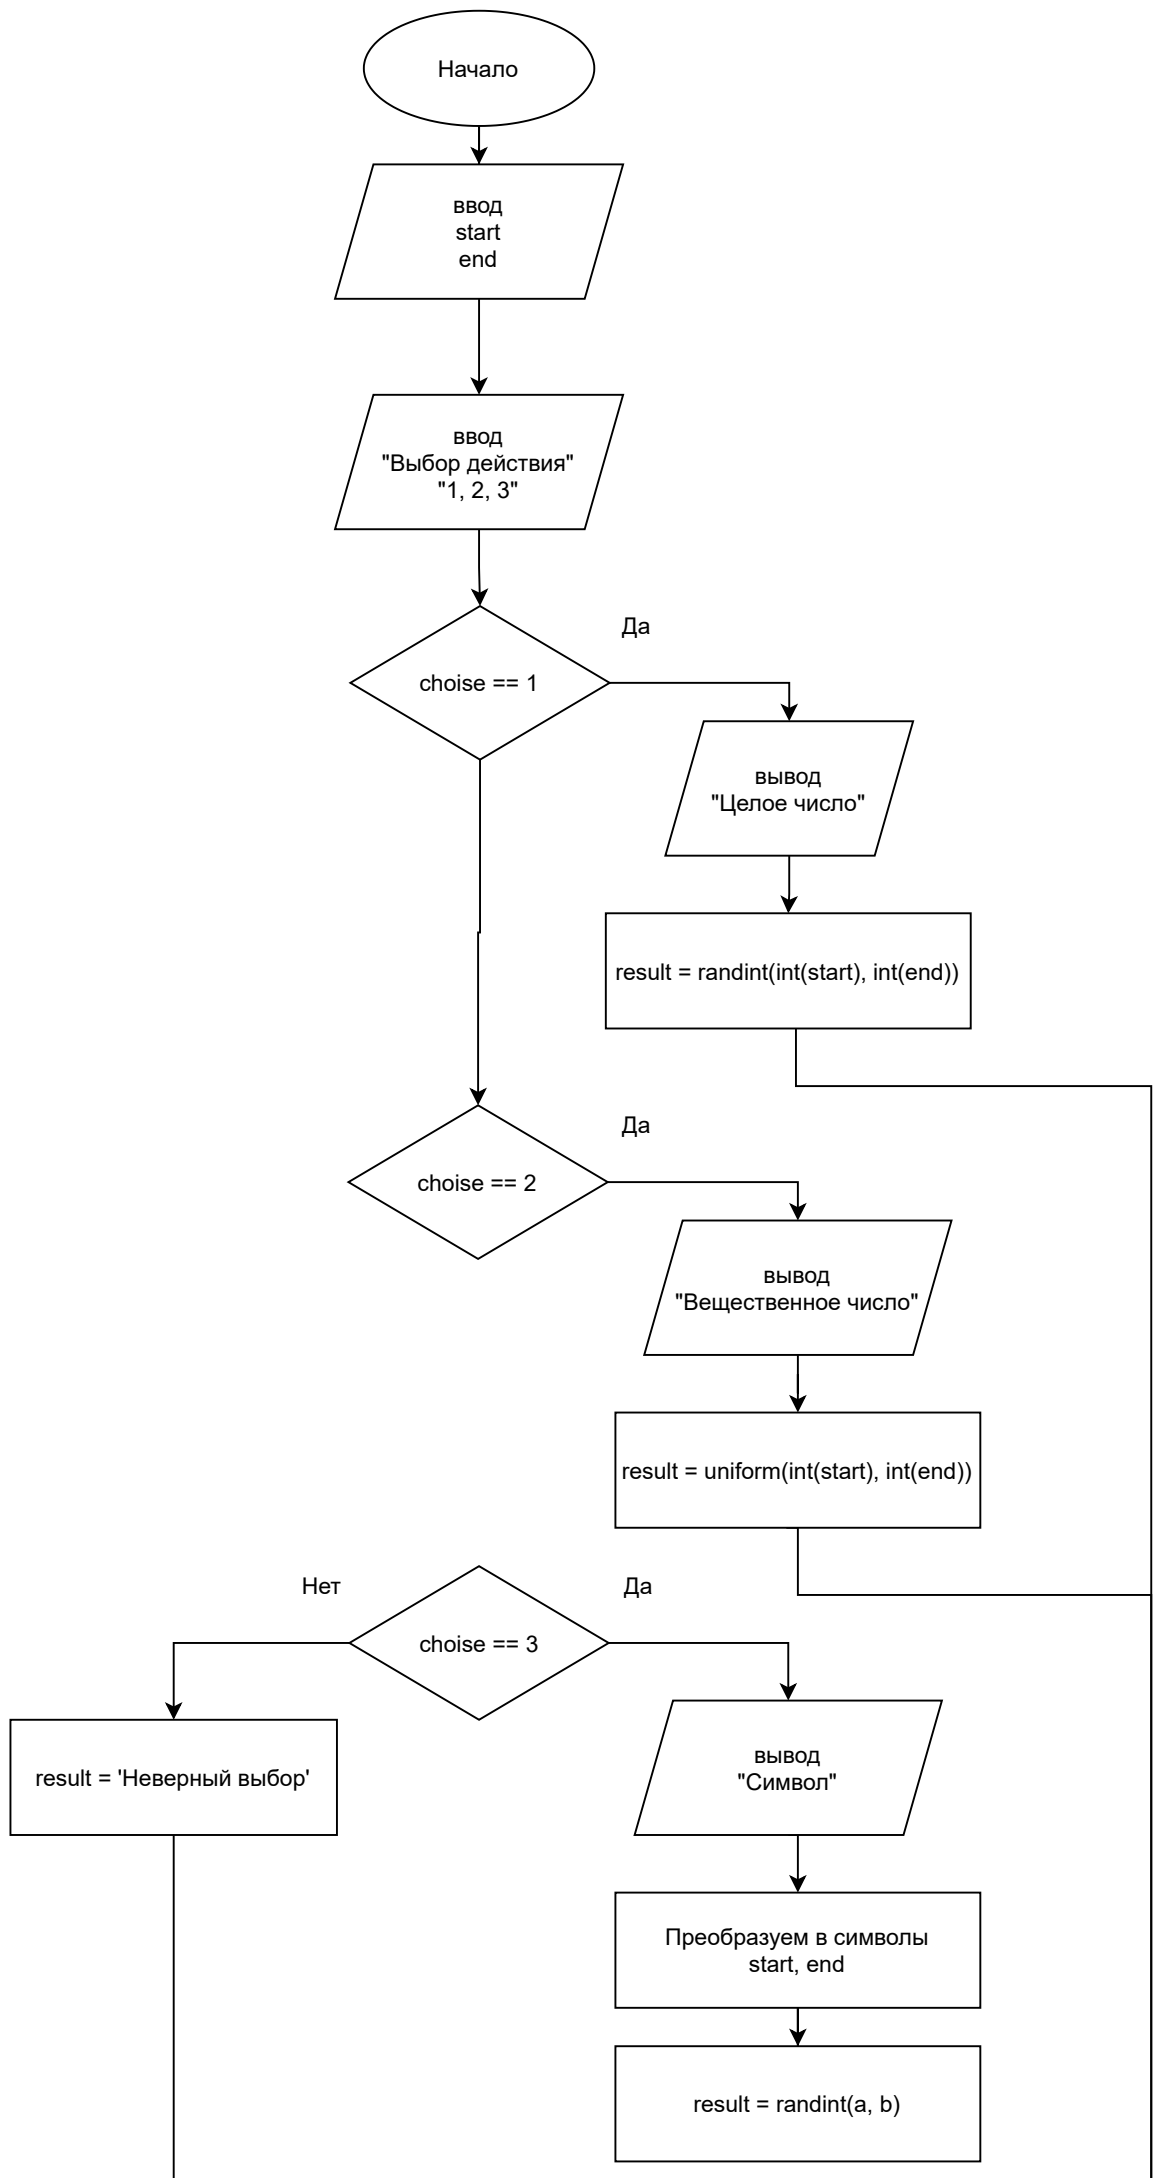 Начало
ввод
start
end
ввод
"Выбор действия"
"1, 2, 3"
Да
choise == 1
вывод
"Целое число"
result = randint(int(start), int(end))
Да
choise == 2
вывод
"Вещественное число"
result = uniform(int(start), int(end))
Нет
Да
choise == 3
вывод
"Символ"
result = 'Неверный выбор'
Преобразуем в символы
start, end
result = randint(a, b)